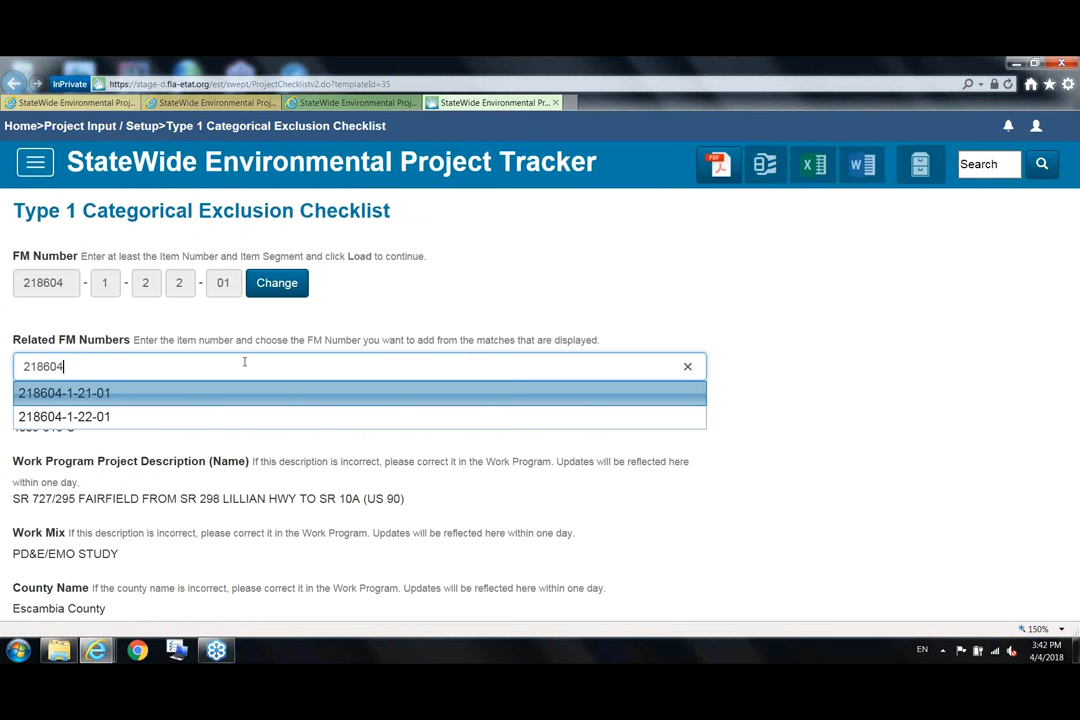 InPrivate https://stage-d.fla-etat.org/est/swept/ProjectChecklistv2.do?templateId=35
StateWide Environmental Proj... StateWide Environmental Proj... StateWide Environmental Proj... StateWide Environmental Pr... ×
Home>Project Input / Setup>Type 1 Categorical Exclusion Checklist
StateWide Environmental Project Tracker
PDF
Search
Type 1 Categorical Exclusion Checklist
FM Number Enter at least the Item Number and Item Segment and click Load to continue.
218604 - 1 - 2 2 - 01 Change
Related FM Numbers Enter the item number and choose the FM Number you want to add from the matches that are displayed.
218604
218604-1-21-01
218604-1-22-01
Work Program Project Description (Name) If this description is incorrect, please correct it in the Work Program. Updates will be reflected here
within one day.
SR 727/295 FAIRFIELD FROM SR 298 LILLIAN HWY TO SR 10A (US 90)
Work Mix If this description is incorrect, please correct it in the Work Program. Updates will be reflected here within one day.
PD&E/EMO STUDY
County Name If the county name is incorrect, please correct it in the Work Program. Updates will be reflected here within one day.
Escambia County
150%
EN
3:42 PM
4/4/2018